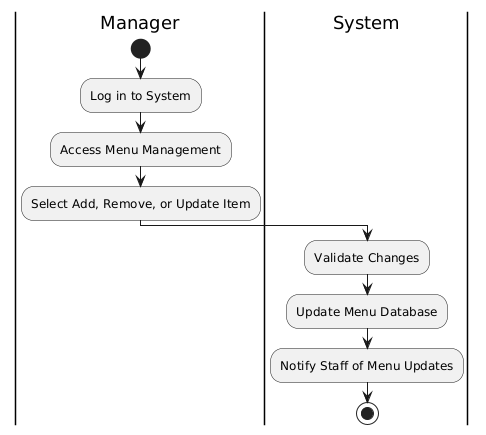 Manager
System
Log in to System
Access Menu Management
Select Add, Remove, or Update Item
Validate Changes
Update Menu Database
Notify Staff of Menu Updates